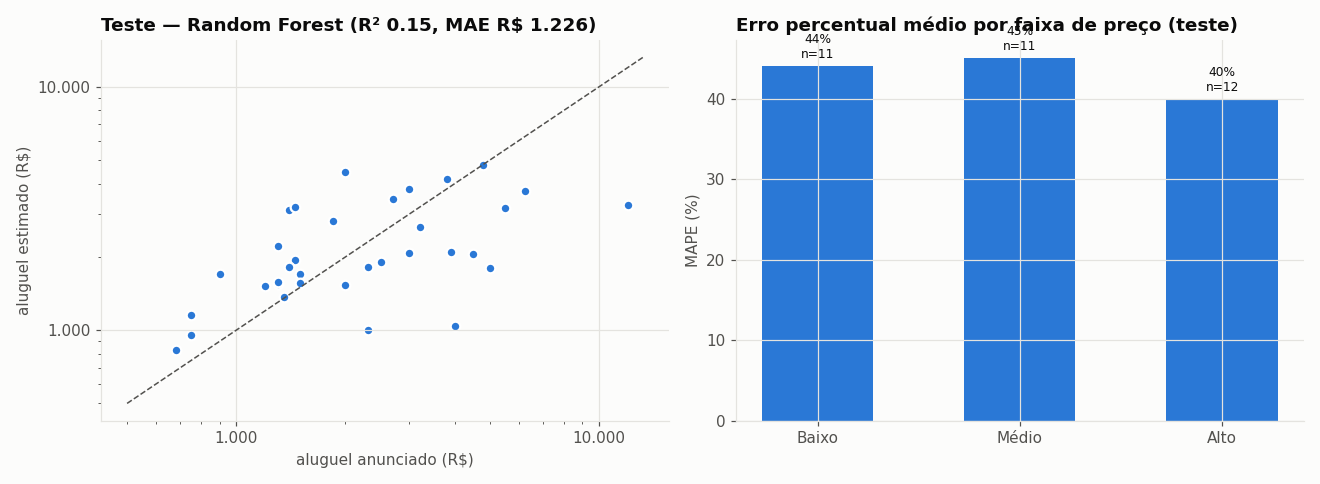 Teste — Random Forest (R² 0.15, MAE R$ 1.226)
10.000
1.000
aluguel estimado (R$)
1.000
10.000
aluguel anunciado (R$)
Erro percentual médio por faixa de preço (teste)
44%
n=11
45%
n=11
40%
n=12
40
30
20
10
0
MAPE (%)
Baixo
Médio
Alto